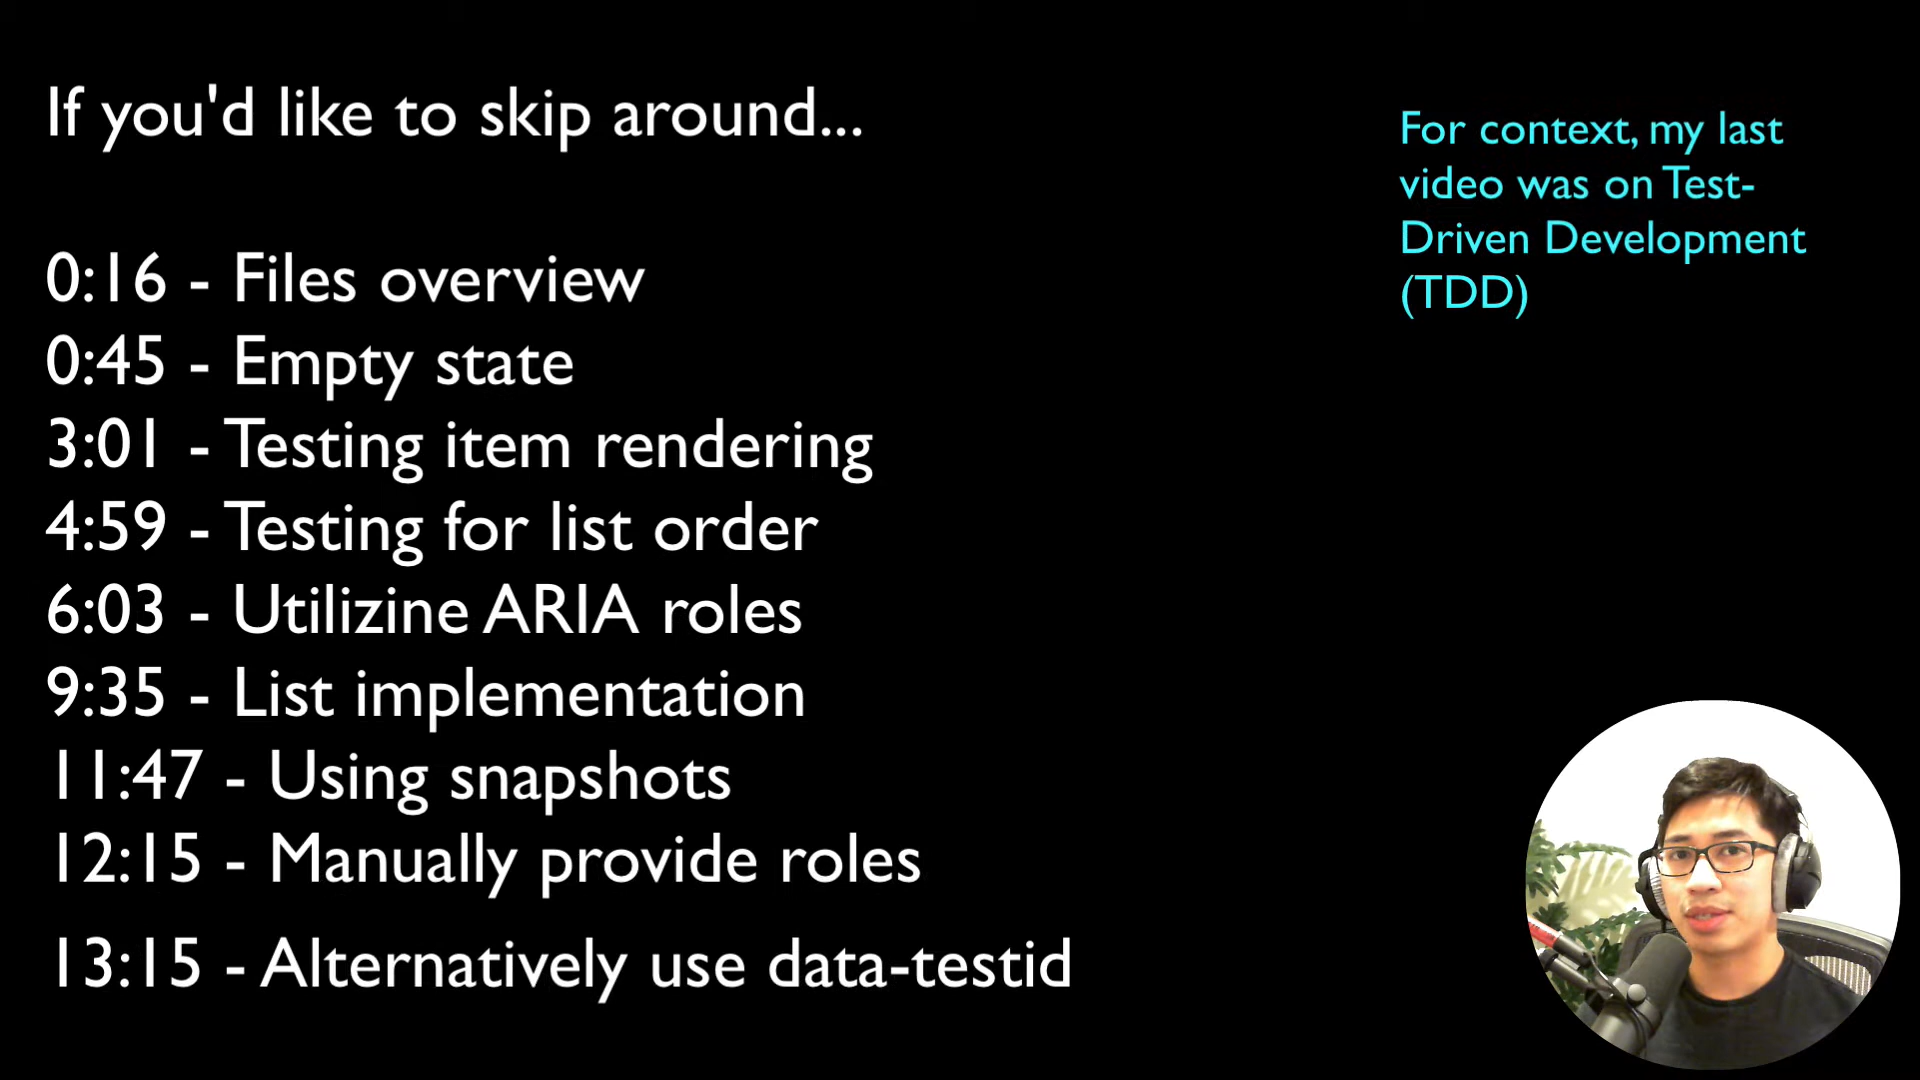 If you'd like to skip around...
0:16 - Files overview
0:45 - Empty state
3:01 - Testing item rendering
4:59 - Testing for list order
6:03 - Utilizine ARIA roles
9:35 - List implementation
11:47 - Using snapshots
12:15 - Manually provide roles
13:15 - Alternatively use data-testid
For context, my last
video was on Test-
Driven Development
(TDD)